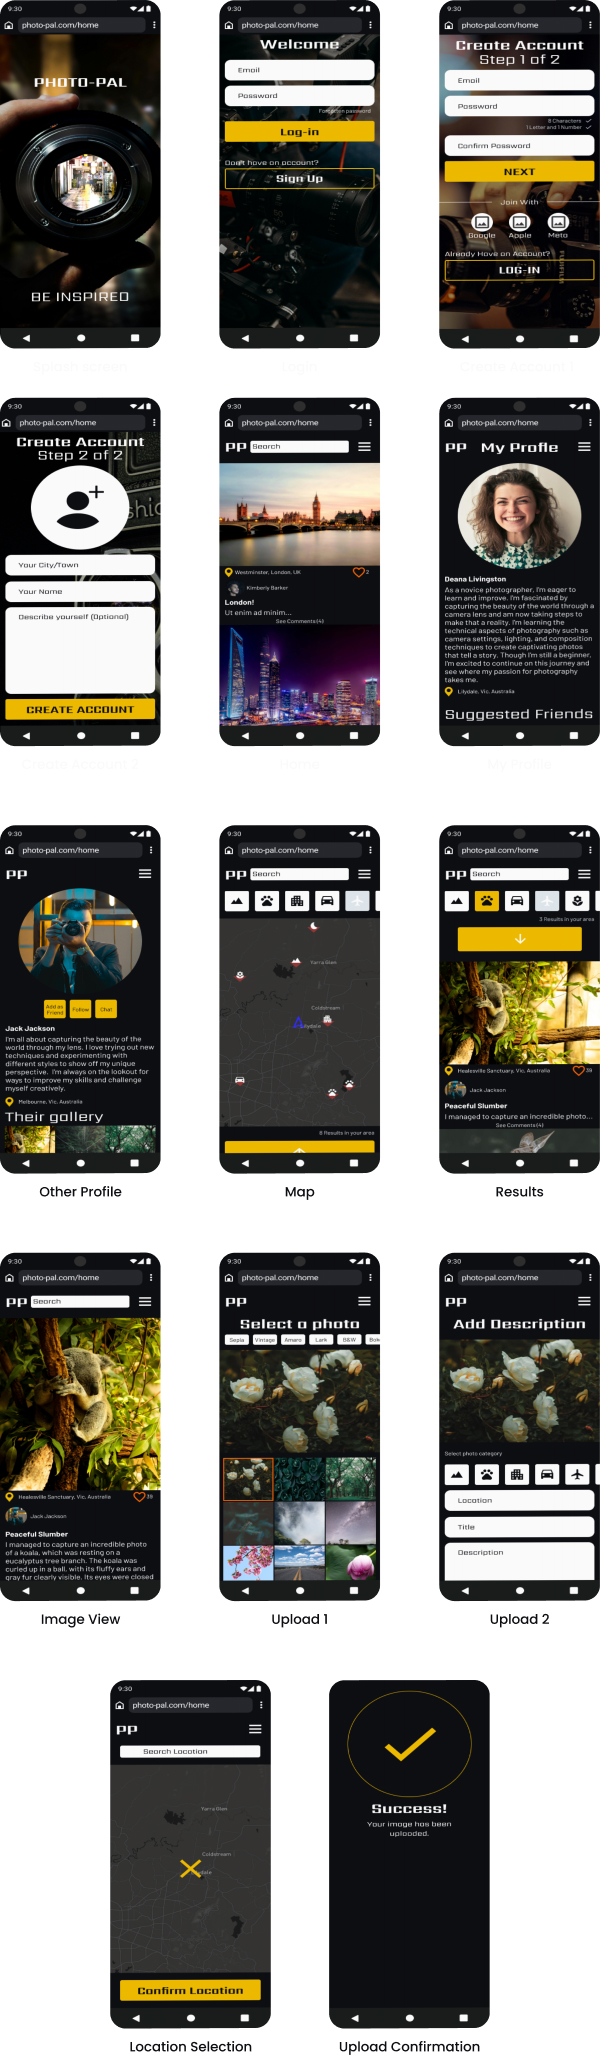 9:30
photo-pal.com/home
PHOTO-PAL
BE INSPIRED
Splash screen
9:30
photo-pal.com/home
Welcome
Email
Password
Forgotten password
Log-in
Don't have an account?
Sign Up
Login
9:30
photo-pal.com/home
Create Account
Step 1 of 2
Email
Password
8 Characters
1 Letter and 1 Number
Confirm Password
NEXT
Join With
Google Apple Meta
Already Have an Account?
LOG-IN
Create Account 1
9:30
photo-pal.com/home
Create Account
Step 2 of 2
Your City/Town
Your Name
Describe yourself (Optional)
CREATE ACCOUNT
Create Account 2
9:30
photo-pal.com/home
PP Search
Westminster, London, UK 2
Kimberly Barker
London!
Ut enim ad minim...
See Comments(4)
Home
9:30
photo-pal.com/home
PP My Profile
Deana Livingston
As a novice photographer, I'm eager to
learn and improve. I'm fascinated by
capturing the beauty of the world through a
camera lens and am now taking steps to
make that a reality. I'm learning the
technical aspects of photography such as
camera settings, lighting, and composition
techniques to create captivating photos
that tell a story. Though I'm still a beginner,
I'm excited to continue on this journey and
see where my passion for photography
takes me.
Lilydale, Vic, Australia
Suggested Friends
My Profile
9:30
photo-pal.com/home
PP
Add as
Friend
Follow
Chat
Jack Jackson
I'm all about capturing the beauty of the
world through my lens. I love trying out new
techniques and experimenting with
different styles to show off my unique
perspective. I'm always on the lookout for
ways to improve my skills and challenge
myself creatively.
Melbourne, Vic, Australia
Their gallery
Other Profile
9:30
photo-pal.com/home
PP Search
Yarra Glen
Coldstream
Lilydale
8 Results in your area
Map
9:30
photo-pal.com/home
PP Search
3 Results in your area
Healesville Sanctuary, Vic, Australia 39
Jack Jackson
Peaceful Slumber
I managed to capture an incredible photo...
See Comments(4)
Results
9:30
photo-pal.com/home
PP Search
Healesville Sanctuary, Vic, Australia 39
Jack Jackson
Peaceful Slumber
I managed to capture an incredible photo
of a koala, which was resting on a
eucalyptus tree branch. The koala was
curled up in a ball, with its fluffy ears and
gray fur clearly visible. Its eyes were closed
Image View
9:30
photo-pal.com/home
PP
Select a photo
Sepia Vintage Amaro Lark B&W Bok
Upload 1
9:30
photo-pal.com/home
PP
Add Description
Select photo category
Location
Title
Description
Upload 2
9:30
photo-pal.com/home
PP
Search Location
Yarra Glen
Coldstream
Confirm Location
Location Selection
Success!
Your image has been
uploaded.
Upload Confirmation